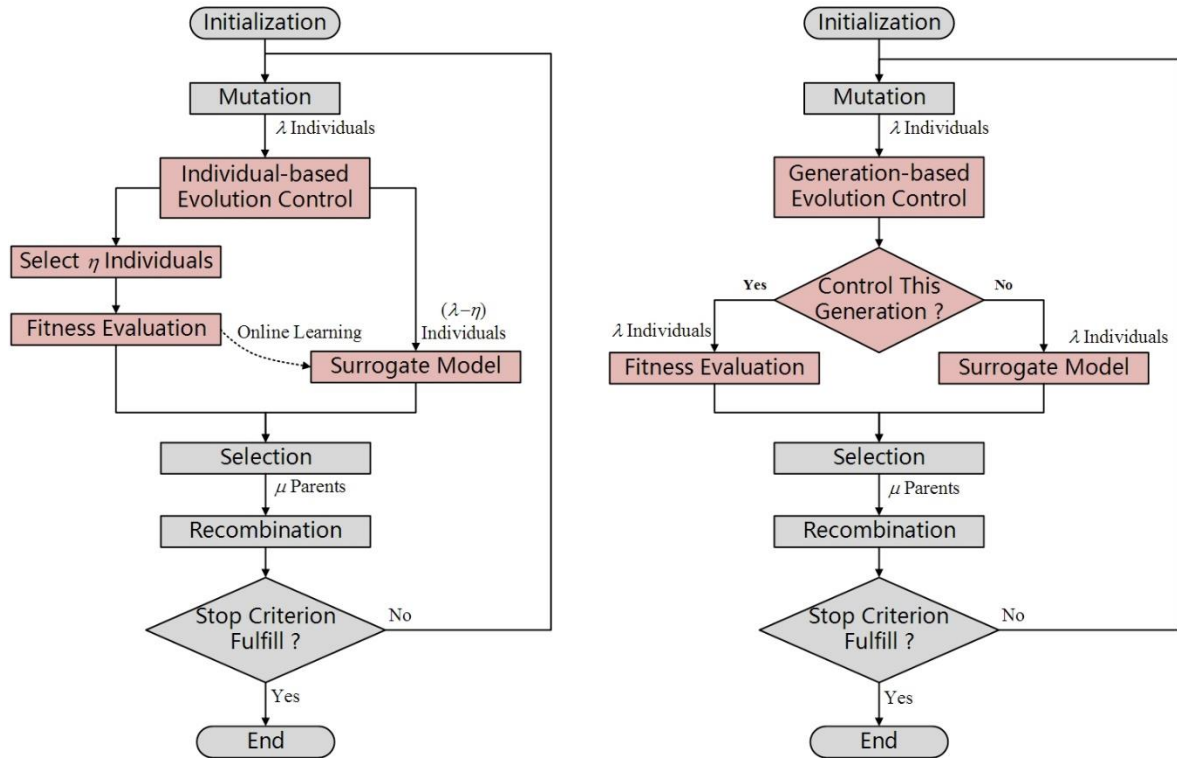 Initialization
Mutation
λ Individuals
Individual-based
Evolution Control
Select η Individuals
Fitness Evaluation
Online Learning
(λ−η)
Individuals
Surrogate Model
Selection
μ Parents
Recombination
Stop Criterion
Fulfill ?
No
Yes
End
Initialization
Mutation
λ Individuals
Generation-based
Evolution Control
Control This
Generation ?
Yes
No
λ Individuals
λ Individuals
Fitness Evaluation
Surrogate Model
Selection
μ Parents
Recombination
Stop Criterion
Fulfill ?
No
Yes
End